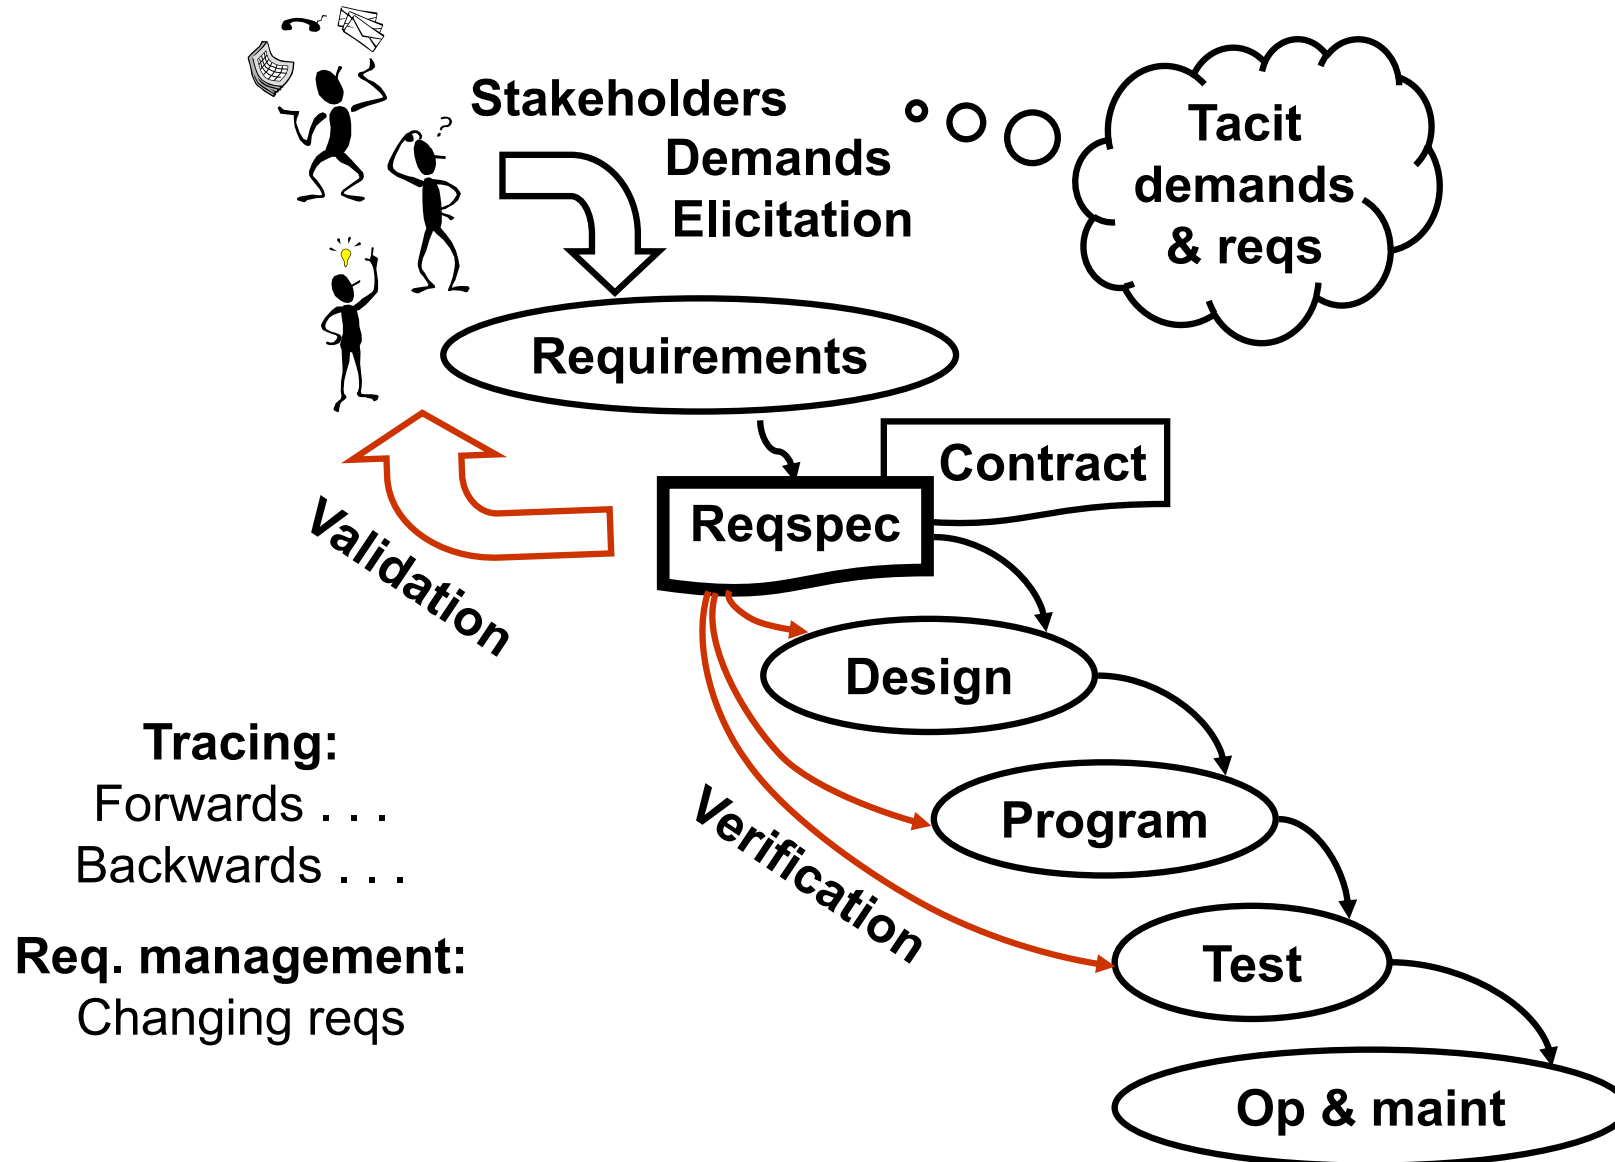 Stakeholders
Demands
Elicitation
Tacit
demands
& reqs
?
Requirements
Contract
Reqspec
Validation
Design
Tracing:
Forwards . . .
Backwards . . .
Program
Verification
Req. management:
Changing reqs
Test
Op & maint